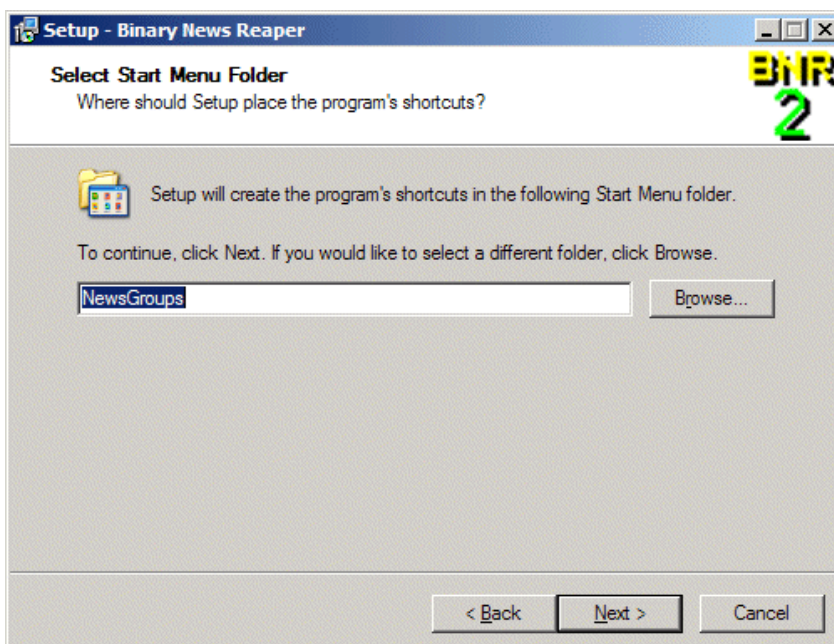 Setup - Binary News Reaper
Select Start Menu Folder
Where should Setup place the program's shortcuts?
BNR
2
Setup will create the program's shortcuts in the following Start Menu folder.
To continue, click Next. If you would like to select a different folder, click Browse.
NewsGroups
Browse...
< Back
Next >
Cancel